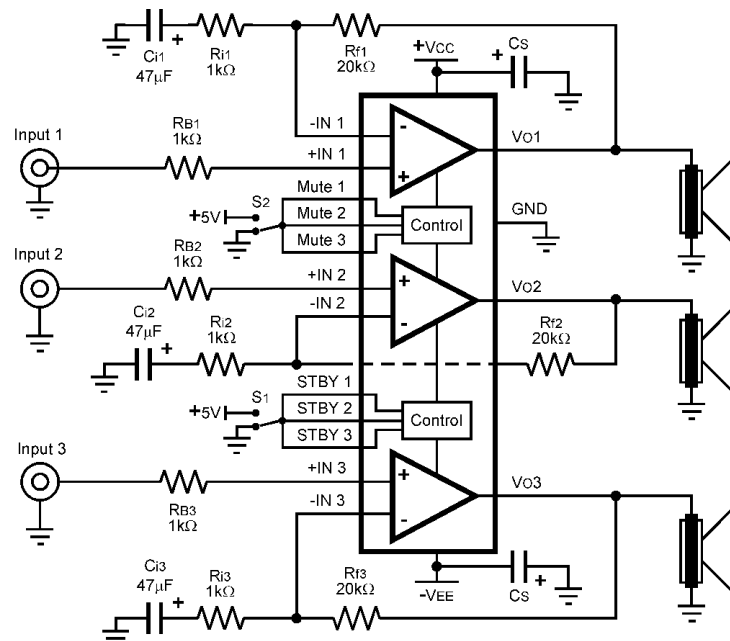 Ci1
47μF
Ri1
1kΩ
Rf1
20kΩ
+VCC
+
CS
+
Input 1
RB1
1kΩ
-IN 1
+IN 1
-
+
VO1
Mute 1
Mute 2
Mute 3
S2
+5V
Control
GND
Input 2
RB2
1kΩ
+IN 2
-IN 2
+
-
VO2
Ci2
47μF
+
Ri2
1kΩ
Rf2
20kΩ
STBY 1
STBY 2
STBY 3
S1
+5V
Control
Input 3
RB3
1kΩ
+IN 3
-IN 3
+
-
VO3
Ci3
47μF
+
Ri3
1kΩ
Rf3
20kΩ
-VEE
CS
+